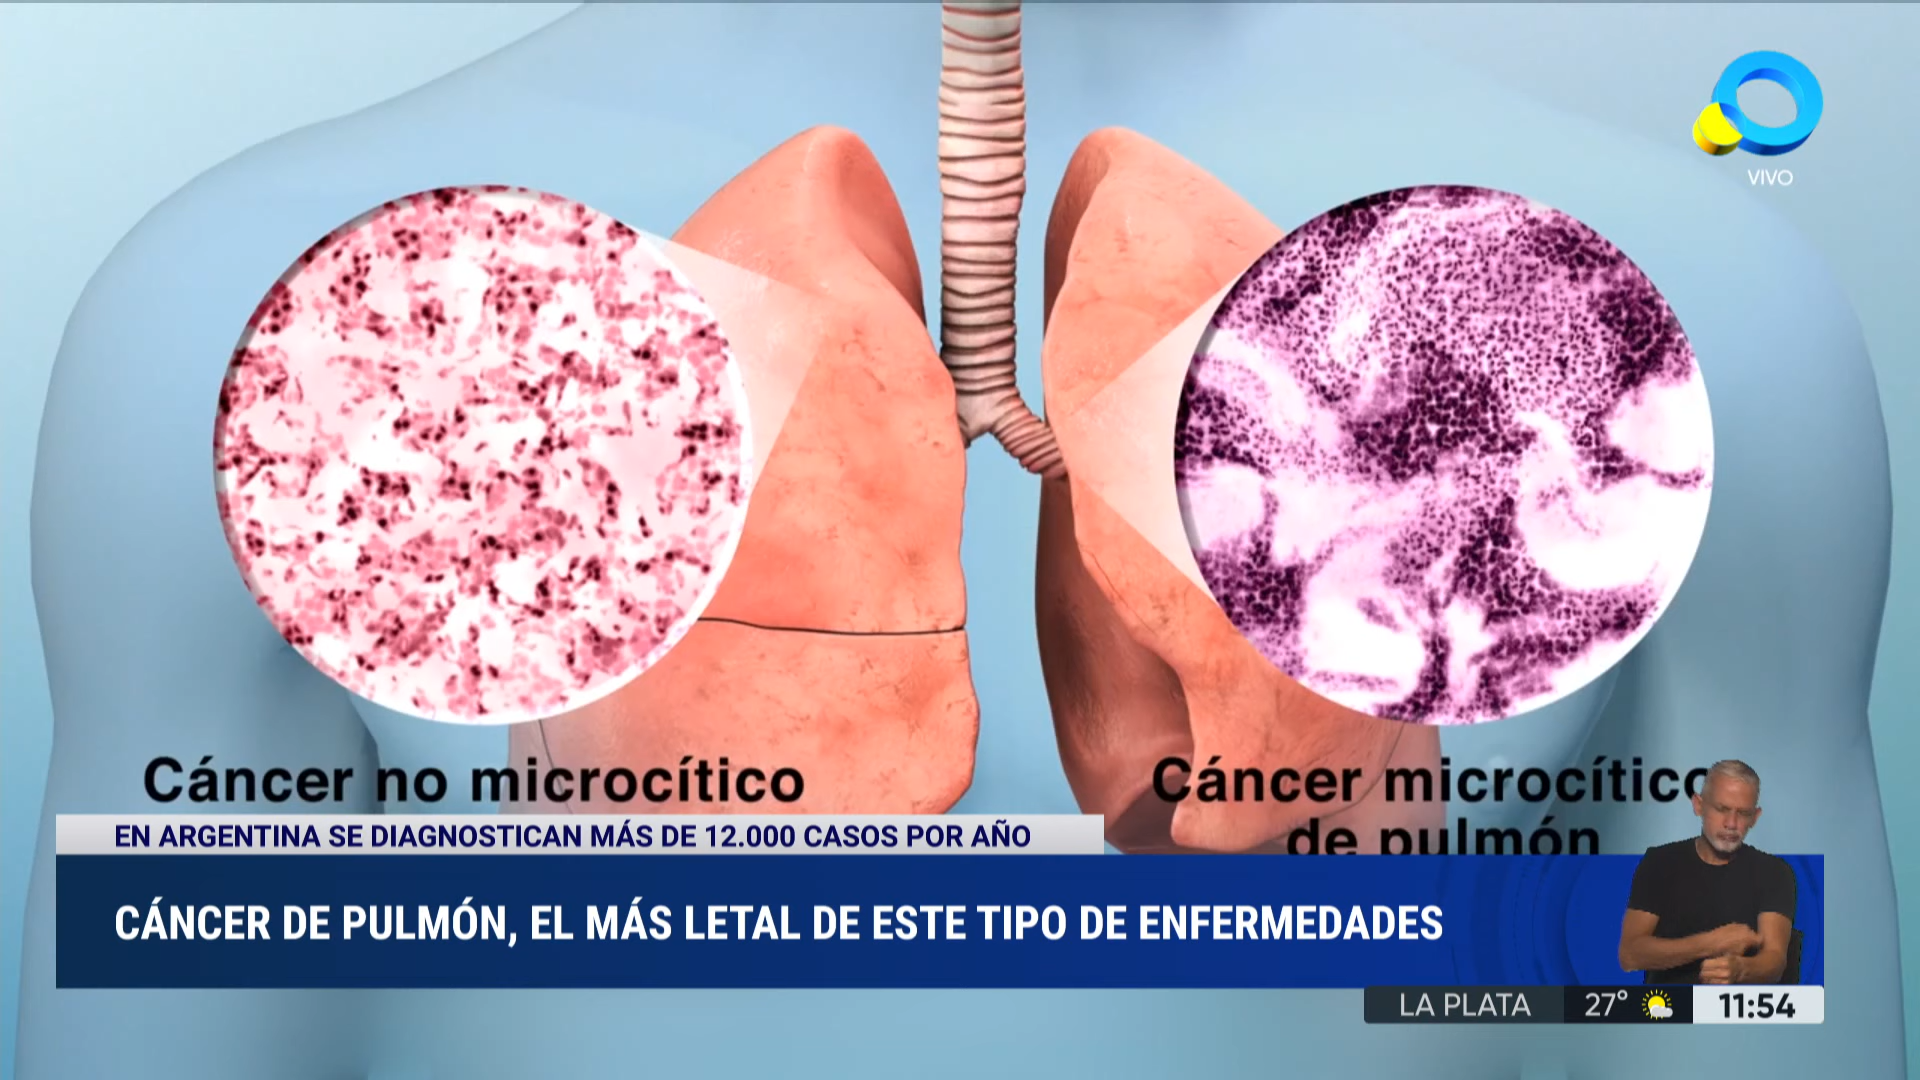 VIVO
Cáncer no microcítico
Cáncer microcítico
de pulmón
EN ARGENTINA SE DIAGNOSTICAN MÁS DE 12.000 CASOS POR AÑO
CÁNCER DE PULMÓN, EL MÁS LETAL DE ESTE TIPO DE ENFERMEDADES
LA PLATA 27° 11:54